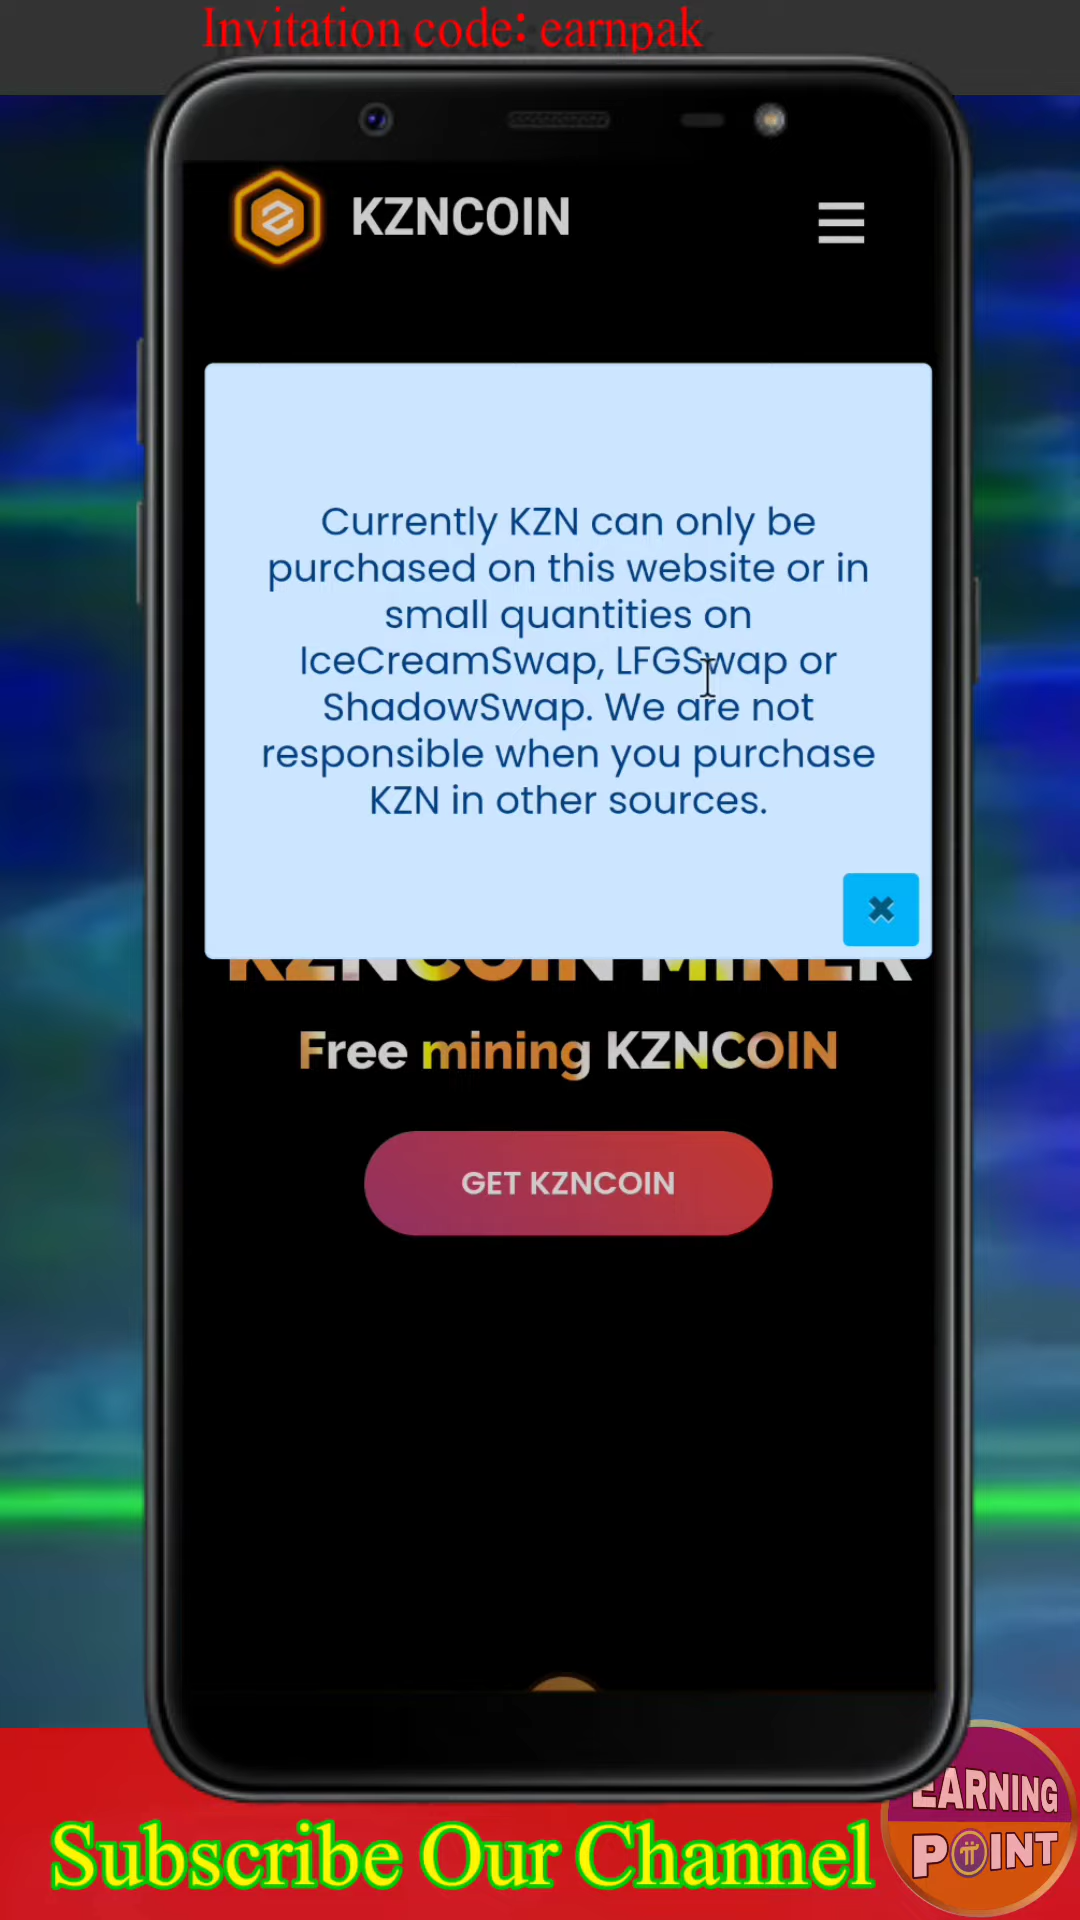 Invitation code: earnpak
KZNCOIN
Currently KZN can only be
purchased on this website or in
small quantities on
IceCreamSwap, LFGSwap or
ShadowSwap. We are not
responsible when you purchase
KZN in other sources.
KZNCOIN MINER
Free mining KZNCOIN
GET KZNCOIN
Subscribe Our Channel
EARNING
POINT